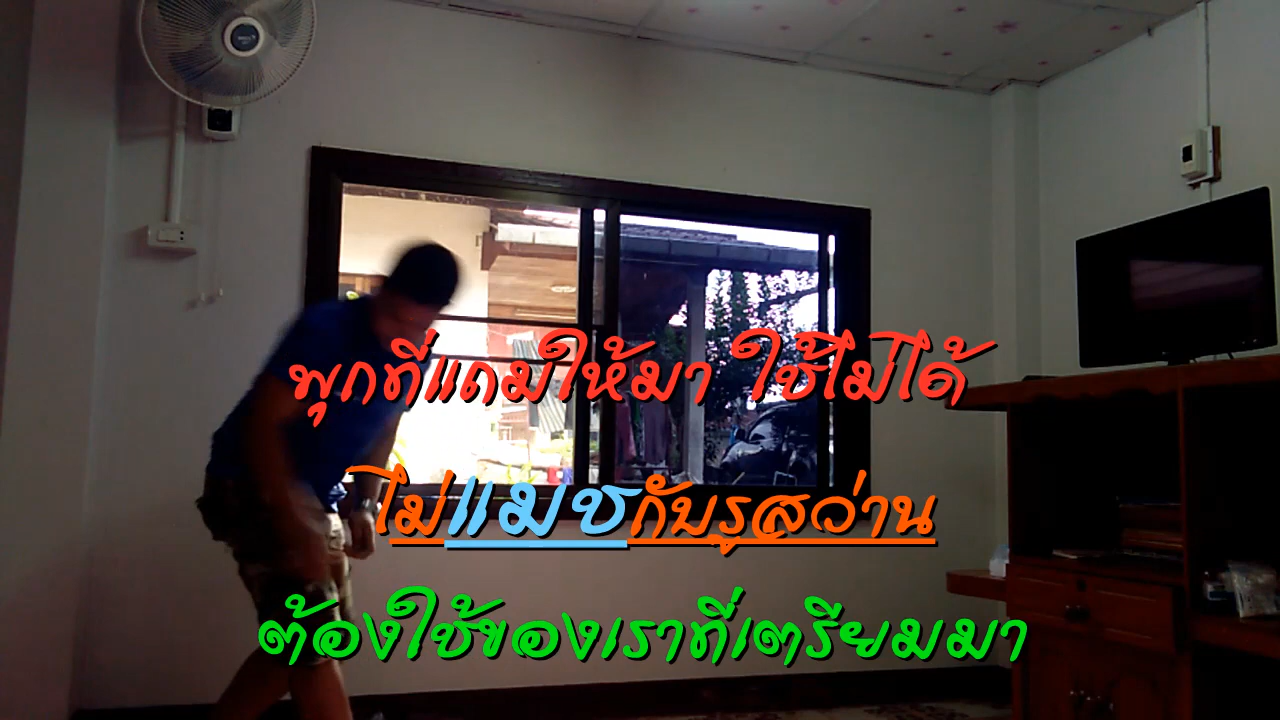 พุกที่แถมให้มา ใช้ไม่ได้
ไม่แมชกับรูสว่าน
ต้องใช้ของเราที่เตรียมมา